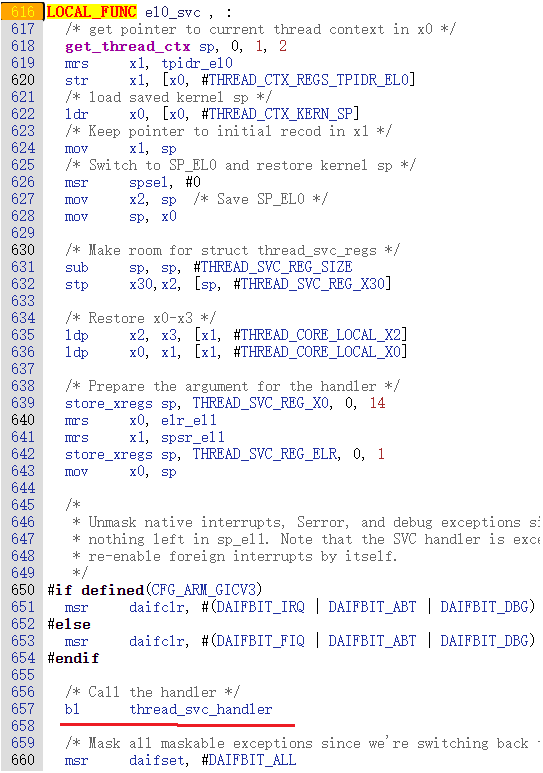 616 LOCAL_FUNC el0_svc , :
617 /* get pointer to current thread context in x0 */
618 get_thread_ctx sp, 0, 1, 2
619 mrs x1, tpidr_el0
620 str x1, [x0, #THREAD_CTX_REGS_TPIDR_EL0]
621 /* load saved kernel sp */
622 ldr x0, [x0, #THREAD_CTX_KERN_SP]
623 /* Keep pointer to initial recod in x1 */
624 mov x1, sp
625 /* Switch to SP_EL0 and restore kernel sp */
626 msr spsel, #0
627 mov x2, sp /* Save SP_EL0 */
628 mov sp, x0
629
630 /* Make room for struct thread_svc_regs */
631 sub sp, sp, #THREAD_SVC_REG_SIZE
632 stp x30,x2, [sp, #THREAD_SVC_REG_X30]
633
634 /* Restore x0-x3 */
635 ldp x2, x3, [x1, #THREAD_CORE_LOCAL_X2]
636 ldp x0, x1, [x1, #THREAD_CORE_LOCAL_X0]
637
638 /* Prepare the argument for the handler */
639 store_xregs sp, THREAD_SVC_REG_X0, 0, 14
640 mrs x0, elr_el1
641 mrs x1, spsr_el1
642 store_xregs sp, THREAD_SVC_REG_ELR, 0, 1
643 mov x0, sp
644
645 /*
646 * Unmask native interrupts, Serror, and debug exceptions si
647 * nothing left in sp_el1. Note that the SVC handler is exce
648 * re-enable foreign interrupts by itself.
649 */
650 #if defined(CFG_ARM_GICV3)
651 msr daifclr, #(DAIFBIT_IRQ | DAIFBIT_ABT | DAIFBIT_DBG)
652 #else
653 msr daifclr, #(DAIFBIT_FIQ | DAIFBIT_ABT | DAIFBIT_DBG)
654 #endif
655
656 /* Call the handler */
657 bl thread_svc_handler
658
659 /* Mask all maskable exceptions since we're switching back t
660 msr daifset, #DAIFBIT_ALL